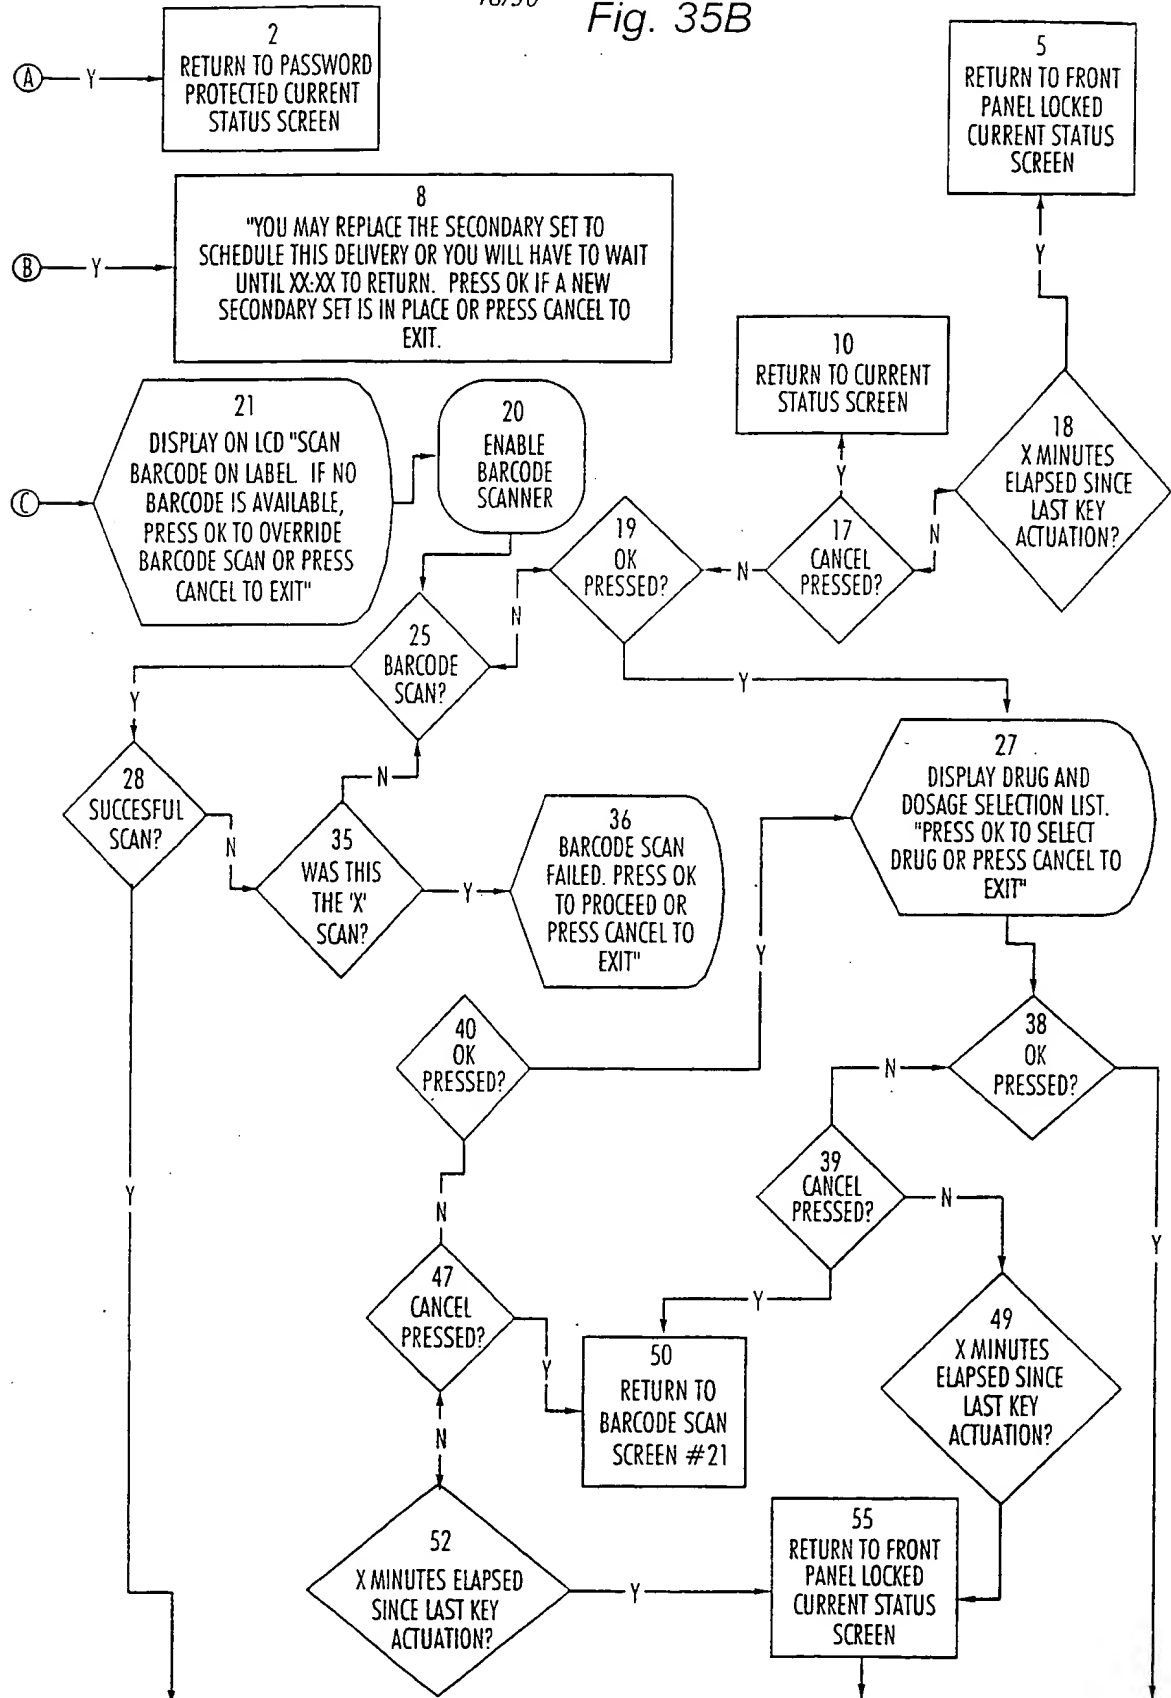 Fig. 35B
2
RETURN TO PASSWORD
PROTECTED CURRENT
STATUS SCREEN
A
Y
5
RETURN TO FRONT
PANEL LOCKED
CURRENT STATUS
SCREEN
Y
8
"YOU MAY REPLACE THE SECONDARY SET TO
SCHEDULE THIS DELIVERY OR YOU WILL HAVE TO WAIT
UNTIL XX:XX TO RETURN. PRESS OK IF A NEW
SECONDARY SET IS IN PLACE OR PRESS CANCEL TO
EXIT.
B
Y
10
RETURN TO CURRENT
STATUS SCREEN
Y
18
X MINUTES
ELAPSED SINCE
LAST KEY
ACTUATION?
N
17
CANCEL
PRESSED?
N
19
OK
PRESSED?
N
Y
C
21
DISPLAY ON LCD "SCAN
BARCODE ON LABEL. IF NO
BARCODE IS AVAILABLE,
PRESS OK TO OVERRIDE
BARCODE SCAN OR PRESS
CANCEL TO EXIT"
20
ENABLE
BARCODE
SCANNER
25
BARCODE
SCAN?
Y
N
28
SUCCESFUL
SCAN?
N
35
WAS THIS
THE 'X'
SCAN?
Y
36
BARCODE SCAN
FAILED. PRESS OK
TO PROCEED OR
PRESS CANCEL TO
EXIT"
27
DISPLAY DRUG AND
DOSAGE SELECTION LIST.
"PRESS OK TO SELECT
DRUG OR PRESS CANCEL TO
EXIT"
Y
40
OK
PRESSED?
38
OK
PRESSED?
N
39
CANCEL
PRESSED?
N
Y
Y
N
Y
47
CANCEL
PRESSED?
Y
50
RETURN TO
BARCODE SCAN
SCREEN #21
49
X MINUTES
ELAPSED SINCE
LAST KEY
ACTUATION?
N
52
X MINUTES ELAPSED
SINCE LAST KEY
ACTUATION?
Y
55
RETURN TO FRONT
PANEL LOCKED
CURRENT STATUS
SCREEN